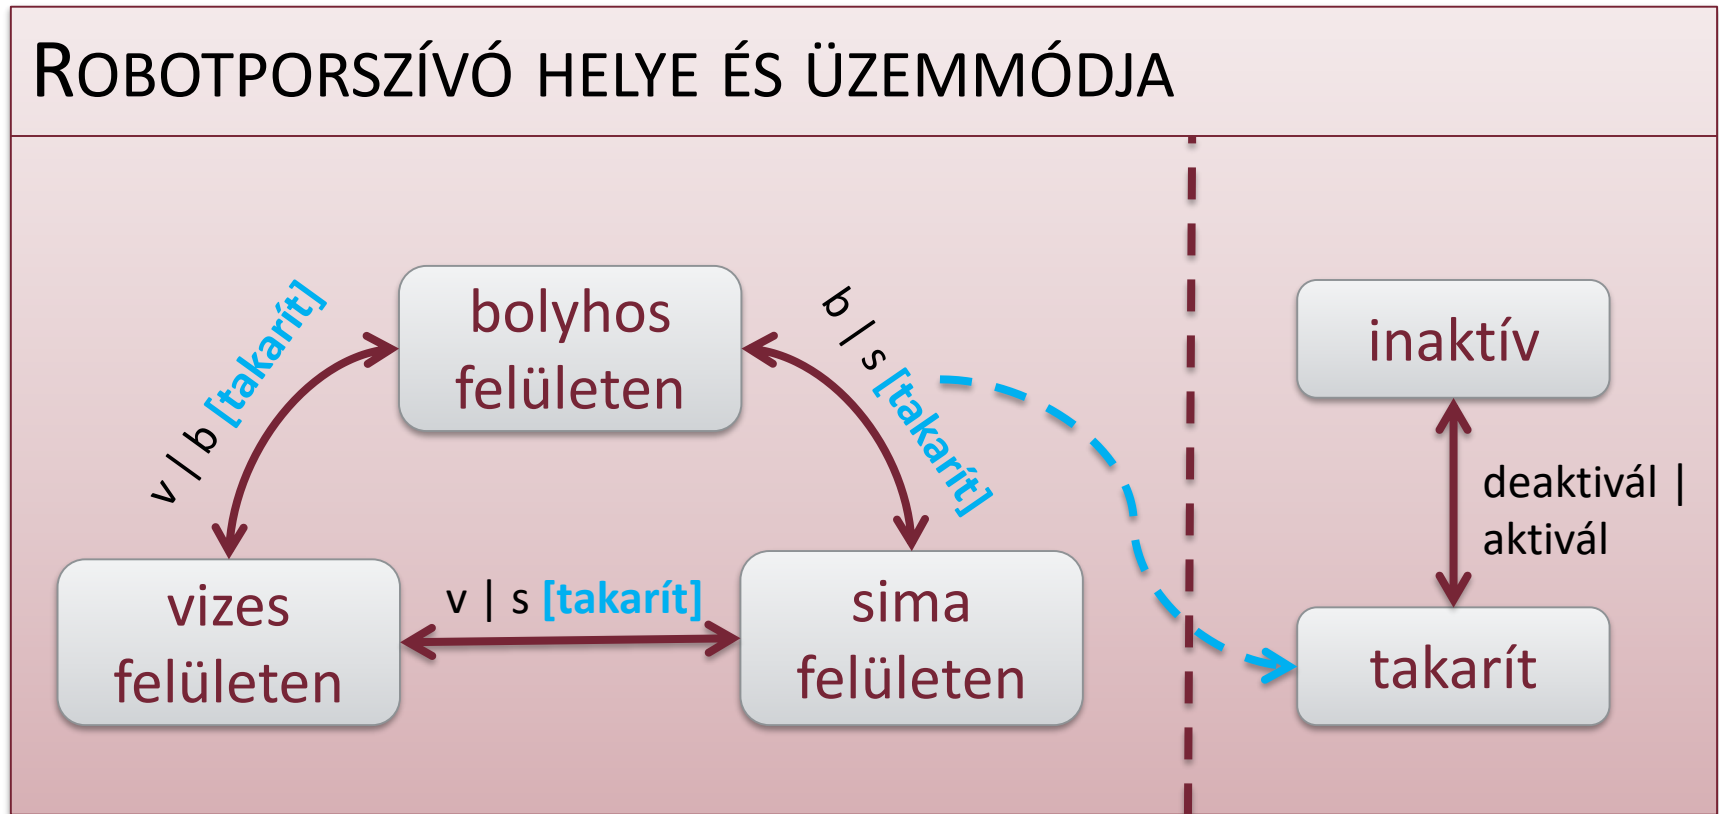 ROBOTPORSZÍVÓ HELYE ÉS ÜZEMMÓDJA
bolyhos
felületen
v | b [takarít]
b | s [takarít]
vizes
felületen
v | s [takarít]
sima
felületen
inaktív
deaktivál |
aktivál
takarít